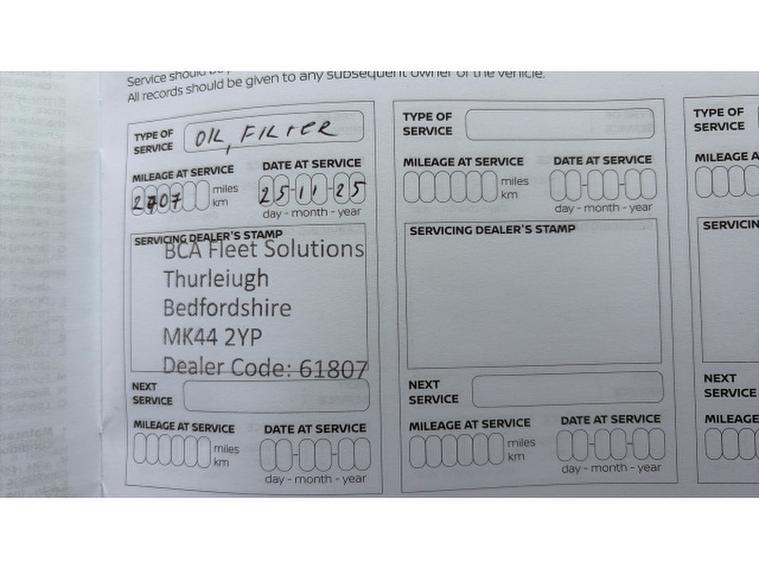 Service should be
All records should be given to any subsequent owner of the vehicle.
TYPE OF SERVICE OIL, FILTER
MILEAGE AT SERVICE DATE AT SERVICE
2707 miles km 25-11-25
day - month - year
SERVICING DEALER'S STAMP
BCA Fleet Solutions
Thurleiugh
Bedfordshire
MK44 2YP
Dealer Code: 61807
NEXT SERVICE
MILEAGE AT SERVICE DATE AT SERVICE
miles km
day - month - year
TYPE OF SERVICE
MILEAGE AT SERVICE DATE AT SERVICE
miles km
day - month - year
SERVICING DEALER'S STAMP
NEXT SERVICE
MILEAGE AT SERVICE DATE AT SERVICE
miles km
day - month - year
TYPE OF SERVICE
MILEAGE A
SERVICIN
NEXT SERVICE
MILEAGE